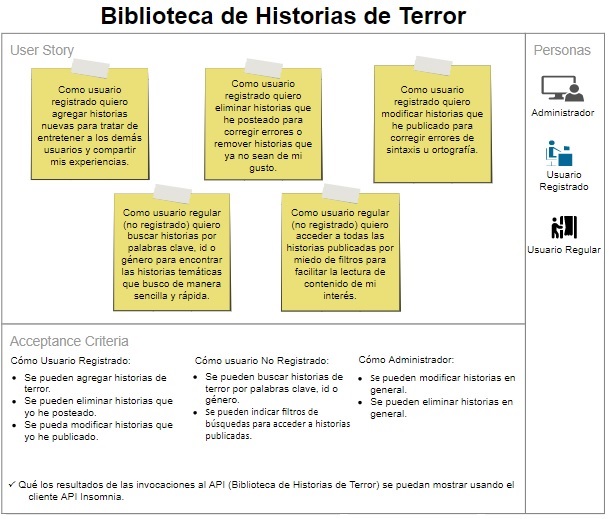 Biblioteca de Historias de Terror
User Story
Como usuario
registrado quiero
agregar historias
nuevas para tratar de
entretener a los demás
usuarios y compartir
mis experiencias.
Como usuario
registrado quiero
eliminar historias que
he posteado para
corregir errores o
remover historias que
ya no sean de mi
gusto.
Como usuario
registrado quiero
modificar historias que
he publicado para
corregir errores de
sintaxis u ortografía.
Como usuario regular
(no registrado) quiero
buscar historias por
palabras clave, id o
género para encontrar
las historias temáticas
que busco de manera
sencilla y rápida.
Como usuario regular
(no registrado) quiero
acceder a todas las
historias publicadas por
miedo de filtros para
facilitar la lectura de
contenido de mi
interés.
Personas
Administrador
Usuario
Registrado
Usuario Regular
Acceptance Criteria
Cómo Usuario Registrado:
• Se pueden agregar historias de
terror.
• Se pueden eliminar historias que
yo he posteado.
• Se pueda modificar historias que
yo he publicado.
Cómo usuario No Registrado:
• Se pueden buscar historias de
terror por palabras clave, id o
género.
• Se pueden indicar filtros de
búsquedas para acceder a historias
publicadas.
Cómo Administrador:
• Se pueden modificar historias en
general.
• Se pueden eliminar historias en
general.
✓ Qué los resultados de las invocaciones al API (Biblioteca de Historias de Terror) se puedan mostrar usando el
cliente API Insomnia.